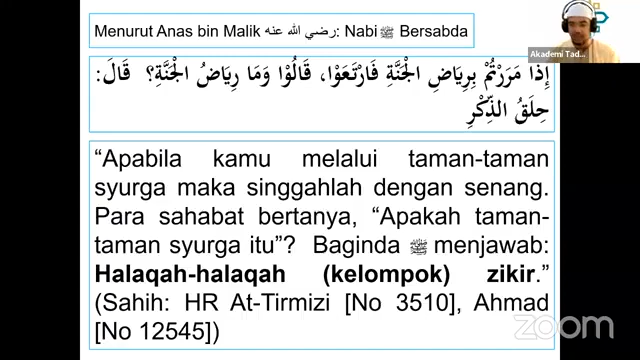 Menurut Anas bin Malik رضي الله عنه: Nabi ﷺ Bersabda
إِذَا مَرَرْتُمْ بِرِيَاضِ الْجَنَّةِ فَارْتَعَوْا، قَالُوْا وَمَا رِيَاضُ الْجَنَّةِ؟ قَالَ:
حِلَقُ الذِّكْرِ
“Apabila kamu melalui taman-taman
syurga maka singgahlah dengan senang.
Para sahabat bertanya, “Apakah taman-
taman syurga itu”? Baginda ﷺ menjawab:
Halaqah-halaqah (kelompok) zikir.”
(Sahih: HR At-Tirmizi [No 3510], Ahmad
[No 12545])
Akademi Tad...
zoom